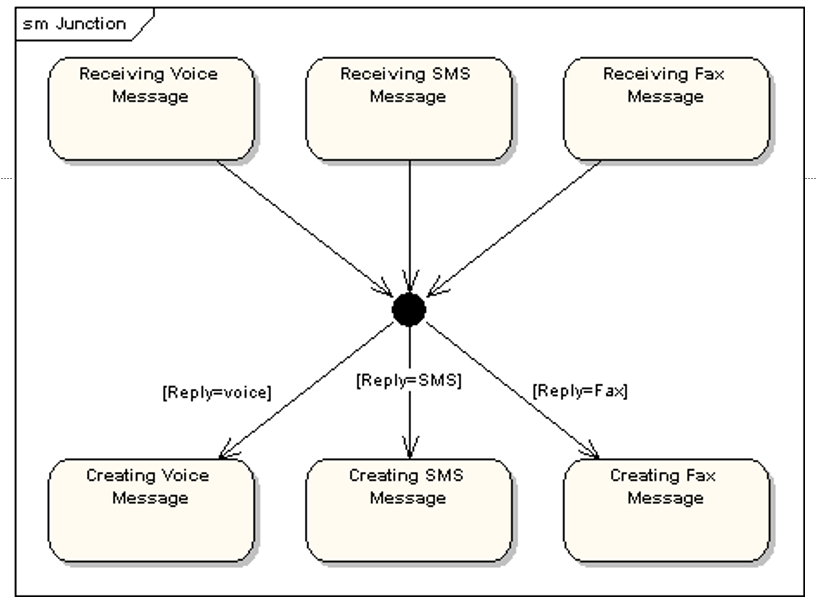 sm Junction
Receiving Voice
Message
Receiving SMS
Message
Receiving Fax
Message
[Reply=voice]
[Reply=SMS]
[Reply=Fax]
Creating Voice
Message
Creating SMS
Message
Creating Fax
Message